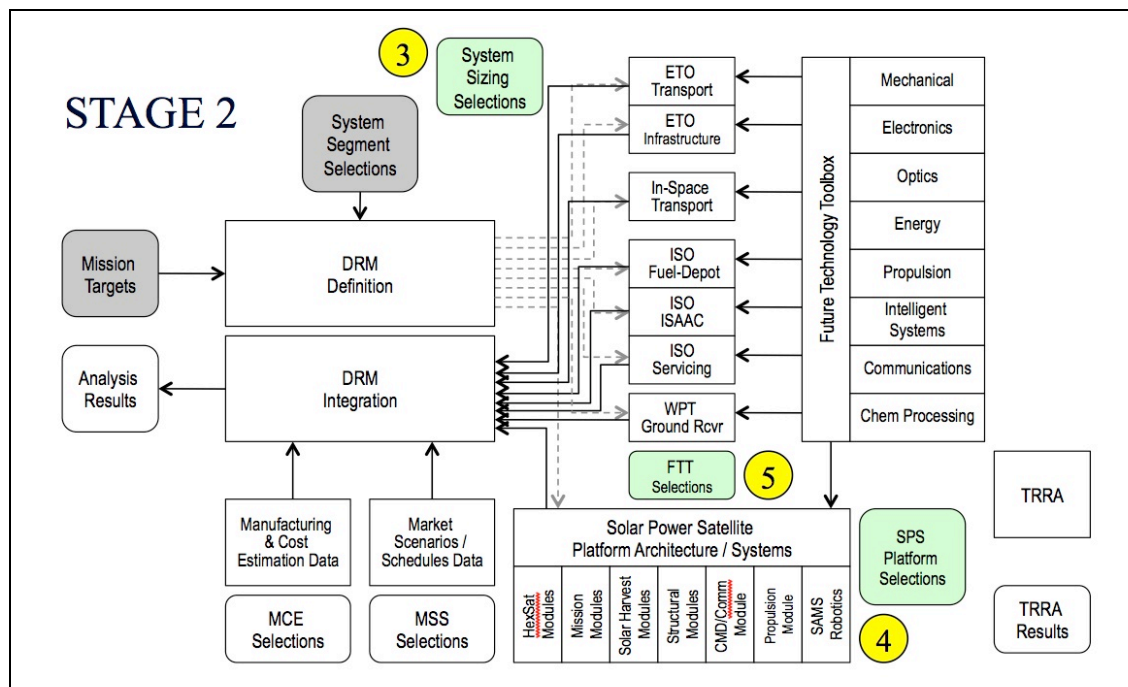 STAGE 2
3
System
Sizing
Selections
System
Segment
Selections
Mission
Targets
DRM
Definition
Analysis
Results
DRM
Integration
Manufacturing
& Cost
Estimation Data
Market
Scenarios /
Schedules Data
MCE
Selections
MSS
Selections
ETO
Transport
ETO
Infrastructure
In-Space
Transport
ISO
Fuel-Depot
ISO
ISAAC
ISO
Servicing
WPT
Ground Rcvr
FTT
Selections
5
Future Technology Toolbox
Mechanical
Electronics
Optics
Energy
Propulsion
Intelligent
Systems
Communications
Chem Processing
Solar Power Satellite
Platform Architecture / Systems
HexSat
Modules
Mission
Modules
Solar Harvest
Modules
Structural
Modules
CMD/Comm
Module
Propulsion
Module
SAMS
Robotics
SPS
Platform
Selections
4
TRRA
TRRA
Results